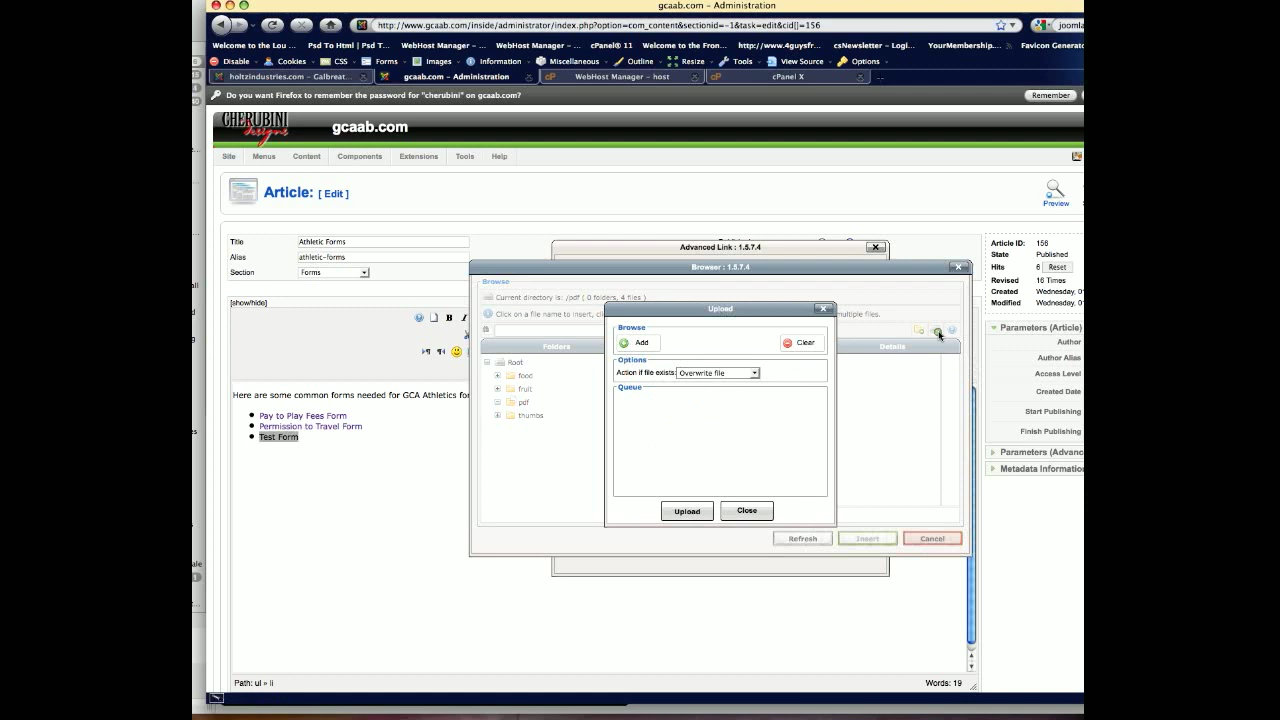 gcaab.com - Administration
http://www.gcaab.com/inside/administrator/index.php?option=com_content&sectionid=-1&task=edit&cid[]=156
Welcome to the Lou ... Psd To Html | Psd T... WebHost Manager - ... WebHost Manager - ... cPanel® 11 Welcome to the Fron... http://www.4guysfr... csNewsletter - Logi... YourMembership.... Favicon Generato
Disable Cookies CSS Forms Images Information Miscellaneous Outline Resize Tools View Source Options
holtzindustries.com - Galbreat... gcaab.com - Administration WebHost Manager - host cPanel X
Do you want Firefox to remember the password for "cherubini" on gcaab.com? Remember
CHERUBINI designs gcaab.com
Site Menus Content Components Extensions Tools Help
Article: [ Edit ]
Preview
Title Athletic Forms
Alias athletic-forms
Section Forms
[show/hide]
Advanced Link : 1.5.7.4
Browser : 1.5.7.4
Browse
Current directory is: /pdf ( 0 folders, 4 files )
Click on a file name to insert, cli
multiple files.
Folders Details
Root
food
fruit
pdf
thumbs
Upload
Browse
Add Clear
Options
Action if file exists: Overwrite file
Queue
Upload Close
Refresh Insert Cancel
Here are some common forms needed for GCA Athletics for
Pay to Play Fees Form
Permission to Travel Form
Test Form
Path: ul » li Words: 19
Article ID: 156
State Published
Hits 6 Reset
Revised 16 Times
Created Wednesday, 01
Modified Wednesday, 01
Parameters (Article)
Author
Author Alias
Access Level
Created Date
Start Publishing
Finish Publishing
Parameters (Advanc
Metadata Information